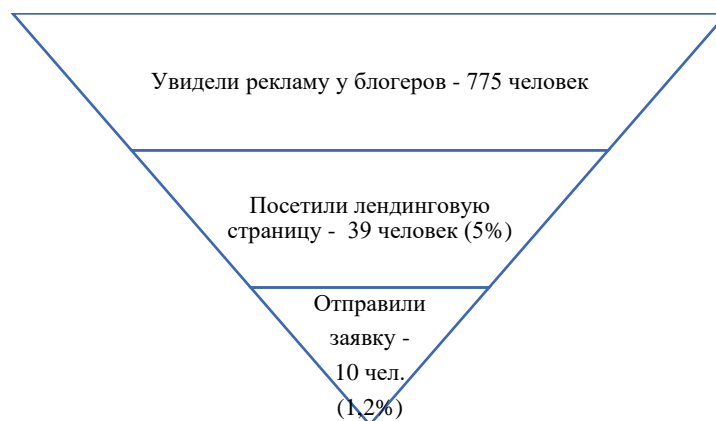 Увидели рекламу у блогеров - 775 человек
Посетили лендинговую
страницу -  39 человек (5%)
Отправили
заявку -
10 чел.
(1,2%)